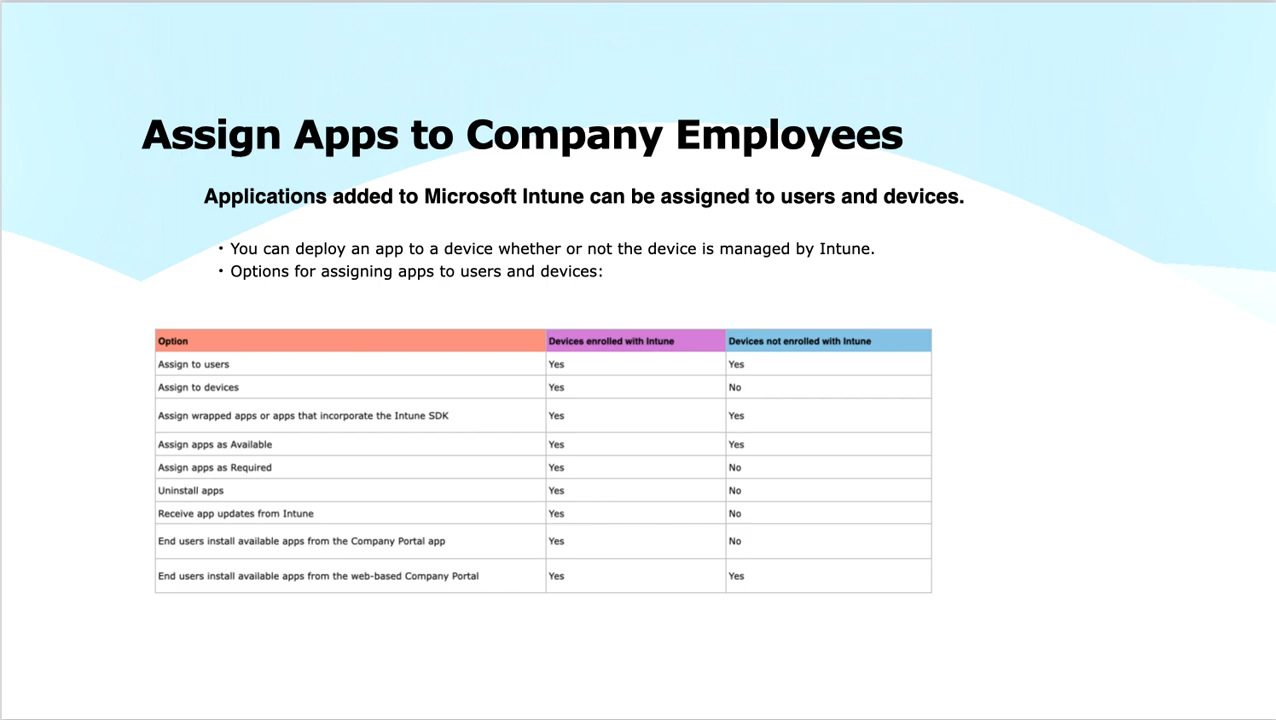 Assign Apps to Company Employees
Applications added to Microsoft Intune can be assigned to users and devices.
• You can deploy an app to a device whether or not the device is managed by Intune.
• Options for assigning apps to users and devices:
Option Devices enrolled with Intune Devices not enrolled with Intune
Assign to users Yes Yes
Assign to devices Yes No
Assign wrapped apps or apps that incorporate the Intune SDK Yes Yes
Assign apps as Available Yes Yes
Assign apps as Required Yes No
Uninstall apps Yes No
Receive app updates from Intune Yes No
End users install available apps from the Company Portal app Yes No
End users install available apps from the web-based Company Portal Yes Yes